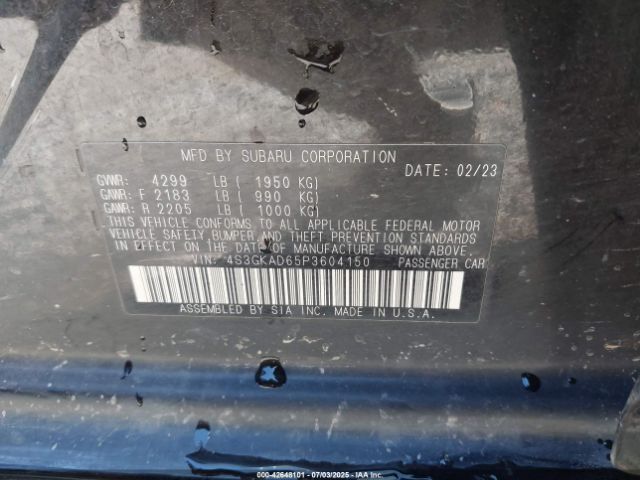 MFD BY SUBARU CORPORATION
DATE: 02/23
GVWR: 4299 LB ( 1950 KG)
GAWR: F 2183 LB ( 990 KG)
GAWR: R 2205 LB ( 1000 KG)
THIS VEHICLE CONFORMS TO ALL APPLICABLE FEDERAL MOTOR
VEHICLE SAFETY BUMPER, AND THEFT PREVENTION STANDARDS
IN EFFECT ON THE DATE OF MANUFACTURE SHOWN ABOVE.
VIN: 4S3GKAD65P3604150 PASSENGER CAR
ASSEMBLED BY SIA INC. MADE IN U.S.A.
000-42648101 - 07/03/2025 - IAA Inc.